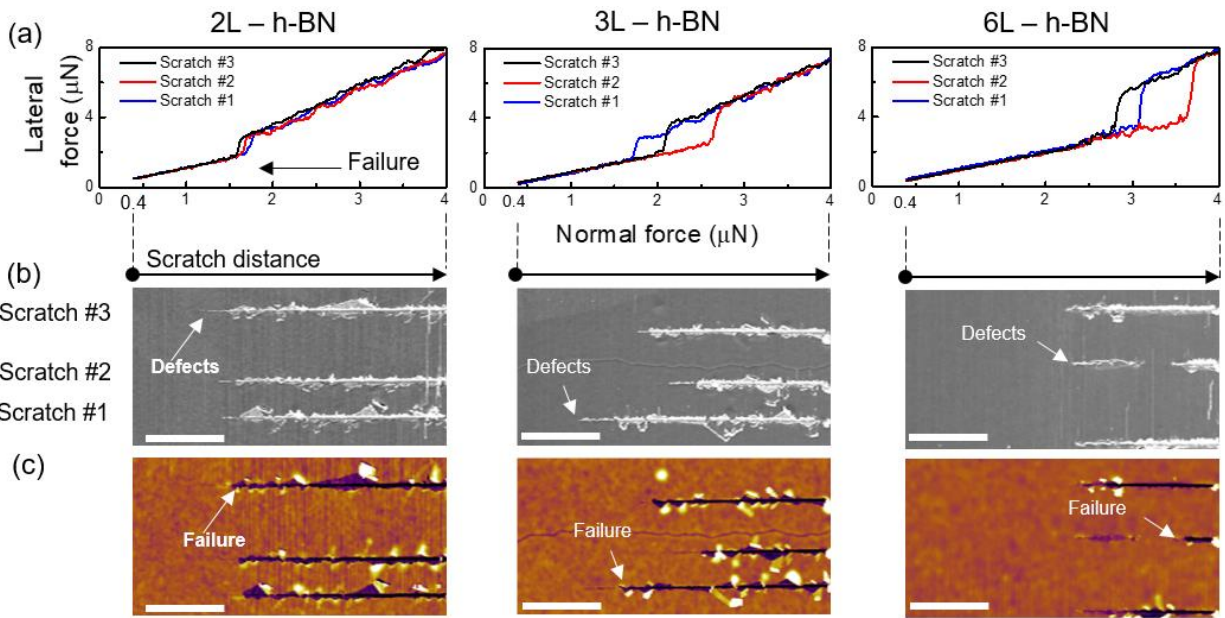 2L – h-BN 3L – h-BN 6L – h-BN
(a)
8 8 8
Scratch #3 Scratch #3 Scratch #3
Scratch #2 Scratch #2 Scratch #2
Scratch #1 Scratch #1 Scratch #1
Lateral
force (μN)
4 4 4
Failure
0 0 0
0 1 2 3 4 0 1 2 3 4 0 1 2 3 4
0.4 0.4 0.4
Normal force (μN)
Scratch distance
(b)
Scratch #3
Defects Defects Defects
Scratch #2
Scratch #1
(c)
Failure Failure Failure